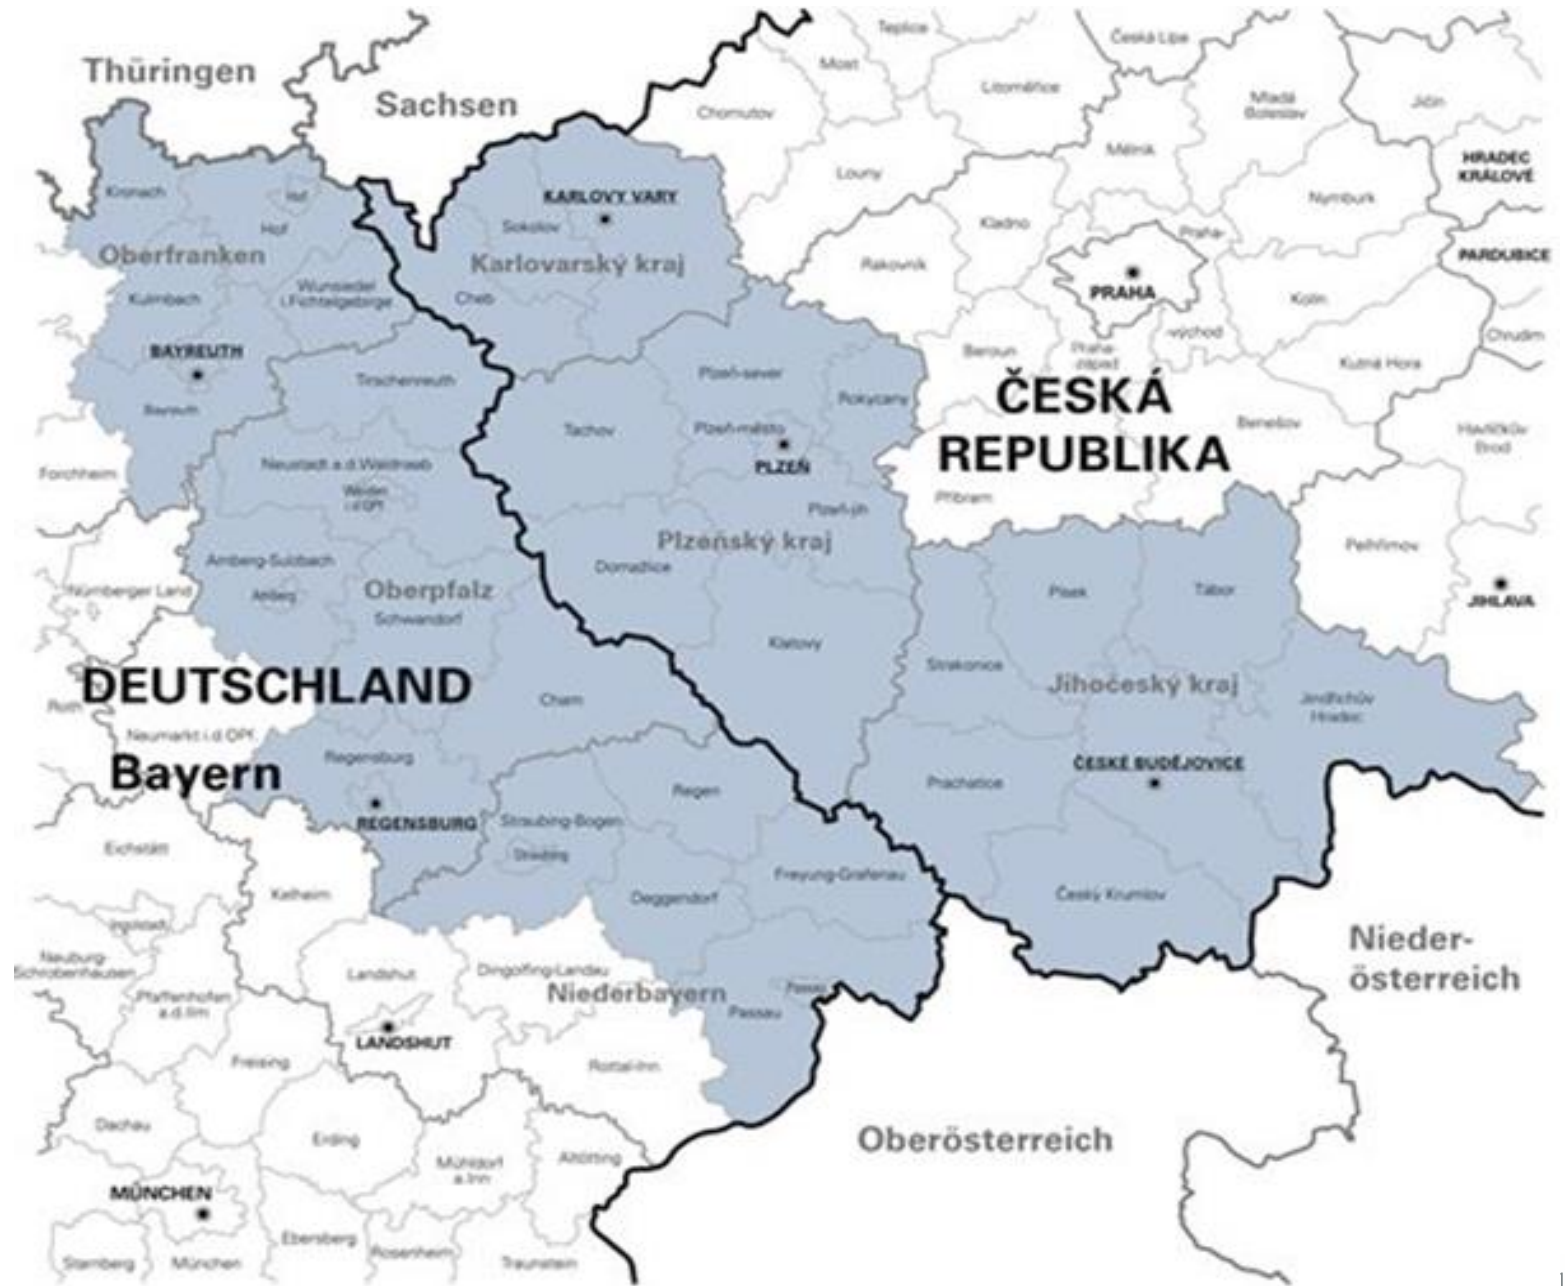 Teplice
Česká Lípa
Thüringen
Most
Sachsen
Litoměřice
Mladá
Boleslav
Jičín
Chomutov
Mělník
HRADEC
KRÁLOVÉ
Louny
Kronach
KARLOVY VARY
Hof
Nymburk
Sokolov
Kladno
Hof
Praha-
Oberfranken
Karlovarský kraj
Rakovník
PARDUBICE
PRAHA
Kulmbach
Wunsiedel
i.Fichtelgebirge
Cheb
Kolín
-východ
Chrudim
BAYREUTH
Beroun
Praha-
západ
Kutná Hora
Tirschenreuth
Plzeň-sever
ČESKÁ
REPUBLIKA
Bayreuth
Rokycany
Tachov
Plzeň-město
Benešov
Havlíčkův
Brod
PLZEŇ
Neustadt a.d.Waldnaab
Forchheim
Weiden
i.d.OPf.
Příbram
Plzeň-jih
Plzeňský kraj
Pelhřimov
Amberg-Sulzbach
Domažlice
Oberpfalz
Nürnberger Land
Amberg
Písek
Tábor
JIHLAVA
Schwandorf
Klatovy
Strakonice
DEUTSCHLAND
Jihočeský kraj
Roth
Cham
Jindřichův
Hradec
Neumarkt i.d.OPf.
Regensburg
ČESKÉ BUDĚJOVICE
Bayern
Regen
Prachatice
REGENSBURG
Straubing-Bogen
Eichstätt
Straubing
Freyung-Grafenau
Kelheim
Deggendorf
Český Krumlov
Ingolstadt
Nieder-
österreich
Neuburg-
Schrobenhausen
Landshut
Dingolfing-Landau
Niederbayern
Passau
Pfaffenhofen
a.d.Ilm
Passau
LANDSHUT
Freising
Rottal-Inn
Dachau
Erding
Oberösterreich
Mühldorf
a.Inn
Altötting
MÜNCHEN
Ebersberg
Rosenheim
Starnberg
München
Traunstein